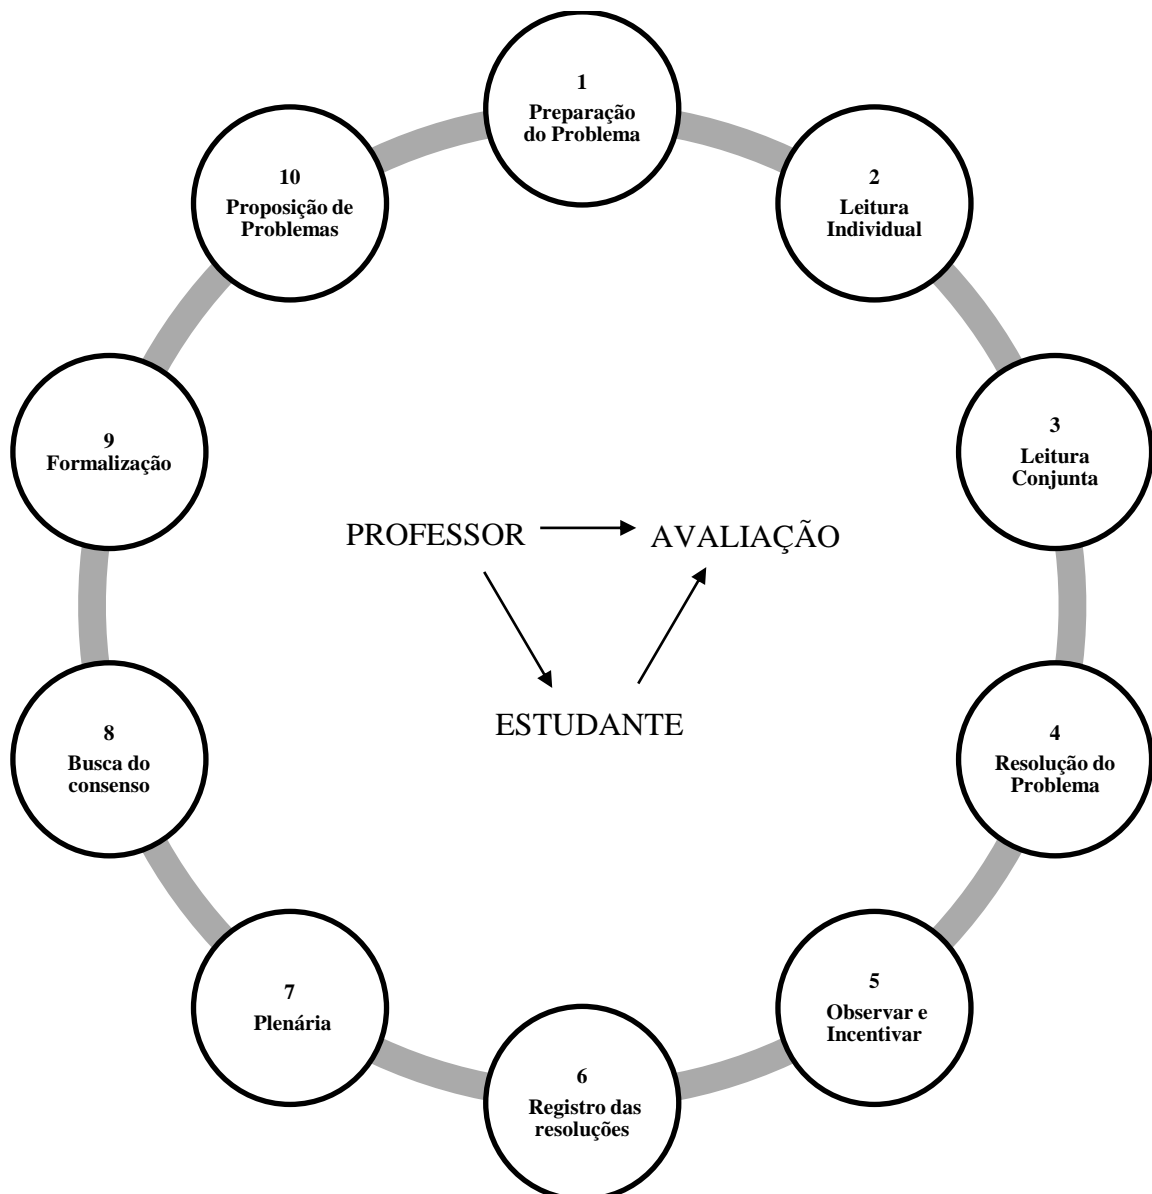 1
Preparação
do Problema
2
Leitura
Individual
3
Leitura
Conjunta
4
Resolução do
Problema
5
Observar e
Incentivar
6
Registro das
resoluções
7
Plenária
8
Busca do
consenso
9
Formalização
10
Proposição de
Problemas
PROFESSOR
AVALIAÇÃO
ESTUDANTE